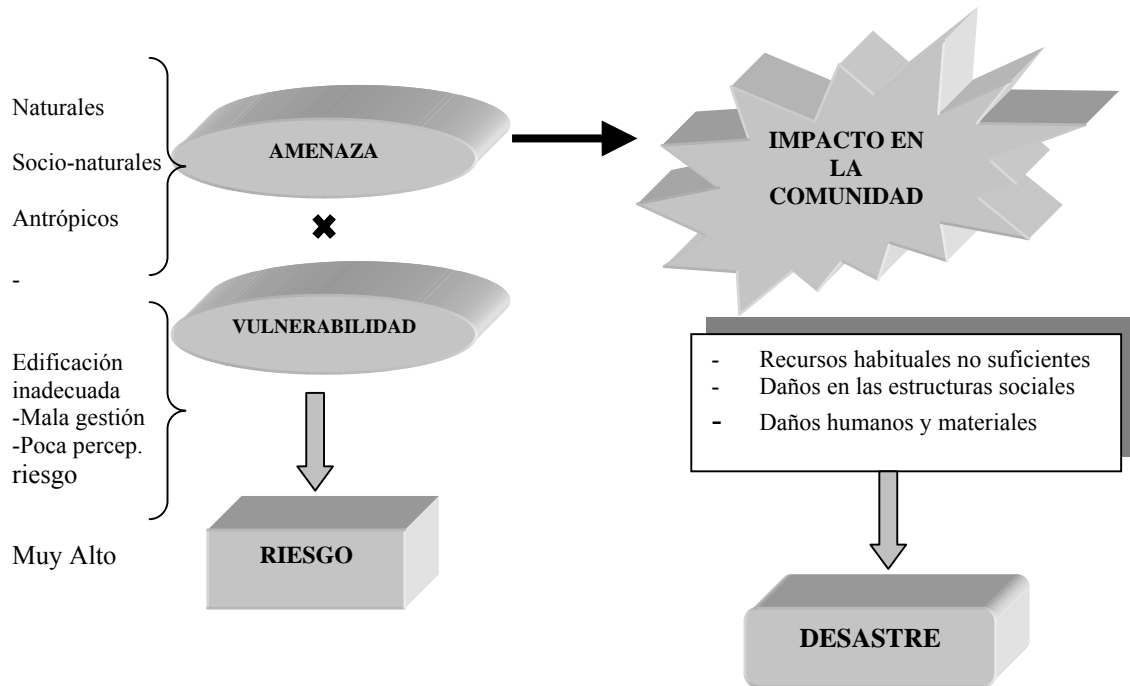 Naturales
Socio-naturales
Antrópicos
-
AMENAZA
✖
VULNERABILIDAD
Edificación
inadecuada
-Mala gestión
-Poca percep.
riesgo
Muy Alto
RIESGO
IMPACTO EN
LA
COMUNIDAD
- Recursos habituales no suficientes
- Daños en las estructuras sociales
- Daños humanos y materiales
DESASTRE